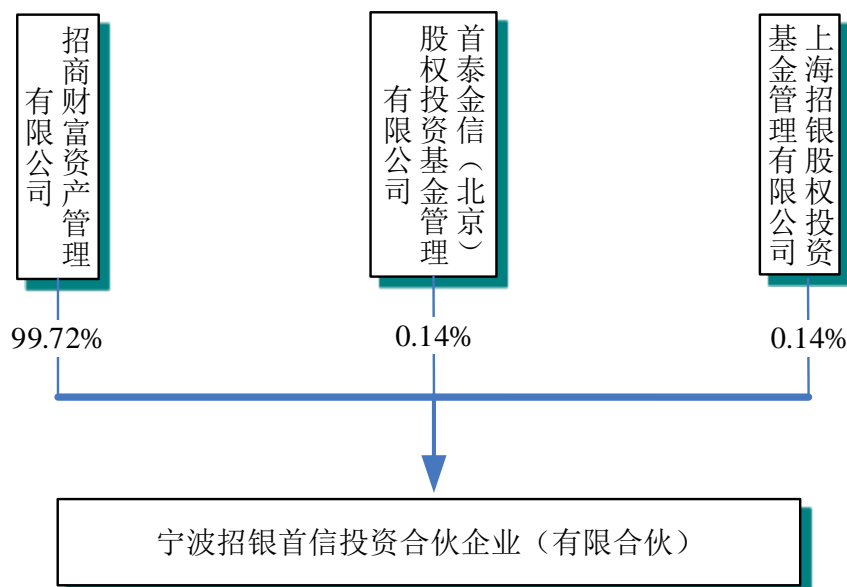 招商财富资产管理
有限公司
首泰金信（北京）
股权投资基金管理
有限公司
上海招银股权投资
基金管理有限公司
99.72%
0.14%
0.14%
宁波招银首信投资合伙企业（有限合伙）